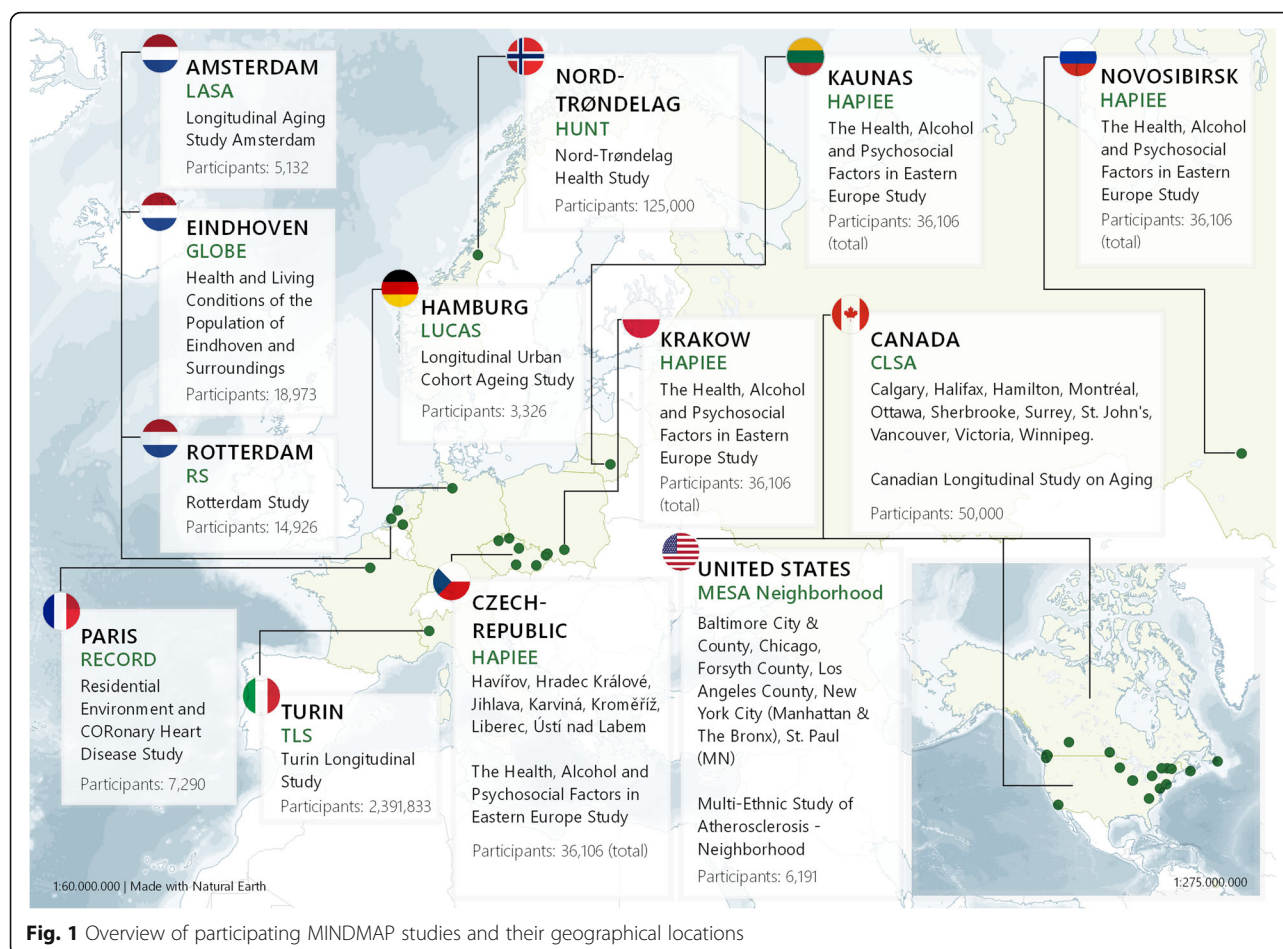 AMSTERDAM
LASA
Longitudinal Aging
Study Amsterdam
Participants: 5,132
EINDHOVEN
GLOBE
Health and Living
Conditions of the
Population of
Eindhoven and
Surroundings
Participants: 18,973
ROTTERDAM
RS
Rotterdam Study
Participants: 14,926
NORD-
TRØNDELAG
HUNT
Nord-Trøndelag
Health Study
Participants: 125,000
KAUNAS
HAPIEE
The Health, Alcohol
and Psychosocial
Factors in Eastern
Europe Study
Participants: 36,106
(total)
NOVOSIBIRSK
HAPIEE
The Health, Alcohol
and Psychosocial
Factors in Eastern
Europe Study
Participants: 36,106
(total)
HAMBURG
LUCAS
Longitudinal Urban
Cohort Ageing Study
Participants: 3,326
KRAKOW
HAPIEE
The Health, Alcohol
and Psychosocial
Factors in Eastern
Europe Study
Participants: 36,106
(total)
CANADA
CLSA
Calgary, Halifax, Hamilton, Montréal,
Ottawa, Sherbrooke, Surrey, St. John's,
Vancouver, Victoria, Winnipeg.
Canadian Longitudinal Study on Aging
Participants: 50,000
PARIS
RECORD
Residential
Environment and
CORonary Heart
Disease Study
Participants: 7,290
TURIN
TLS
Turin Longitudinal
Study
Participants: 2,391,833
CZECH-
REPUBLIC
HAPIEE
Havířov, Hradec Králové,
Jihlava, Karviná, Kroměříž,
Liberec, Ústí nad Labem
The Health, Alcohol and
Psychosocial Factors in
Eastern Europe Study
Participants: 36,106 (total)
UNITED STATES
MESA Neighborhood
Baltimore City &
County, Chicago,
Forsyth County, Los
Angeles County, New
York City (Manhattan &
The Bronx), St. Paul
(MN)
Multi-Ethnic Study of
Atherosclerosis -
Neighborhood
Participants: 6,191
1:60.000.000 | Made with Natural Earth
1:275.000.000
Fig. 1 Overview of participating MINDMAP studies and their geographical locations